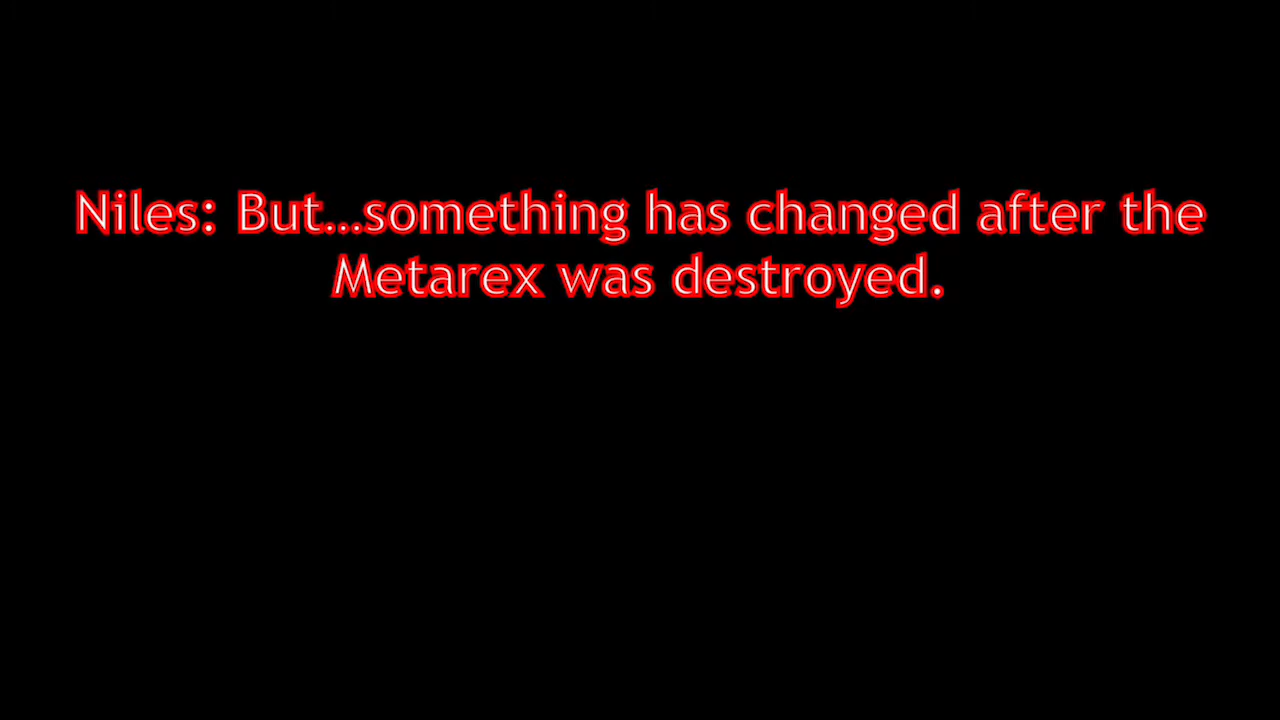 Niles: But...something has changed after the
Metarex was destroyed.